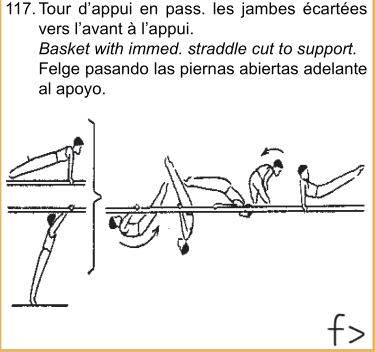 117. Tour d'appui en pass. les jambes écartées
vers l'avant à l'appui.
Basket with immed. straddle cut to support.
Felge pasando las piernas abiertas adelante
al apoyo.
f>